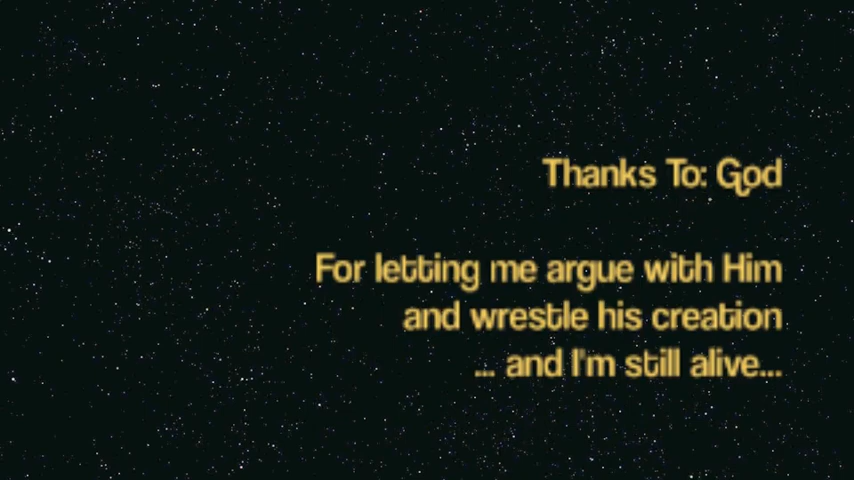 Thanks To: God
For letting me argue with Him
and wrestle his creation
... and I'm still alive...